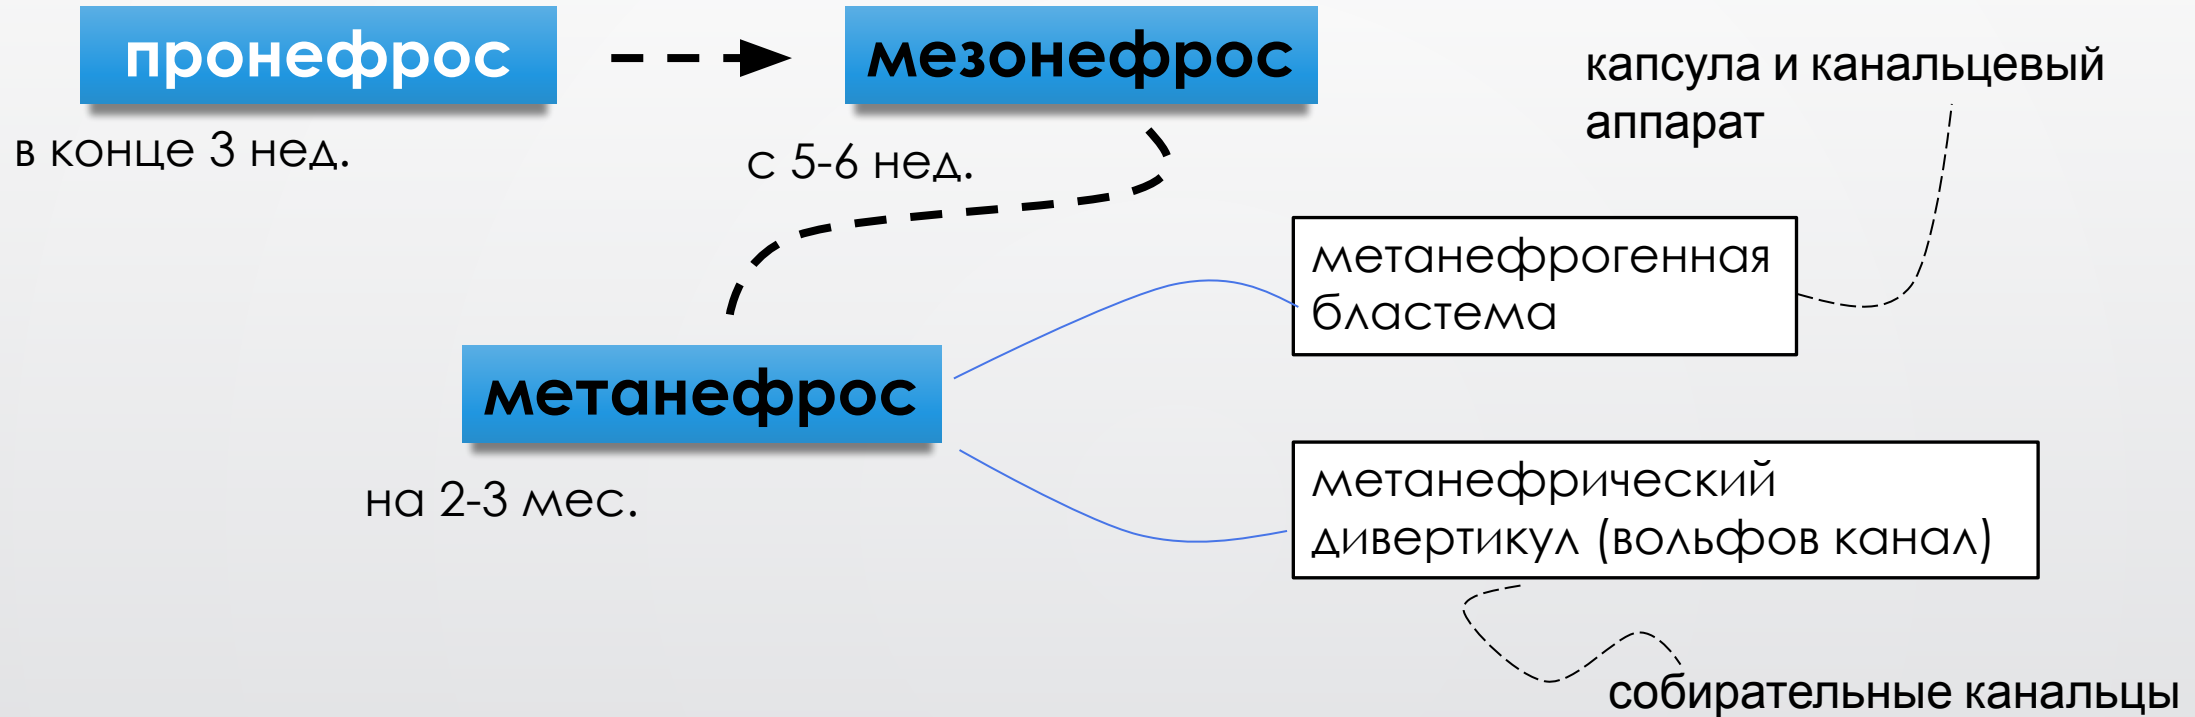 пронефрос
мезонефрос
капсула и канальцевый
аппарат
в конце 3 нед.
с 5-6 нед.
метанефрогенная
бластема
метанефрос
на 2-3 мес.
метанефрический
дивертикул (вольфов канал)
собирательные канальцы